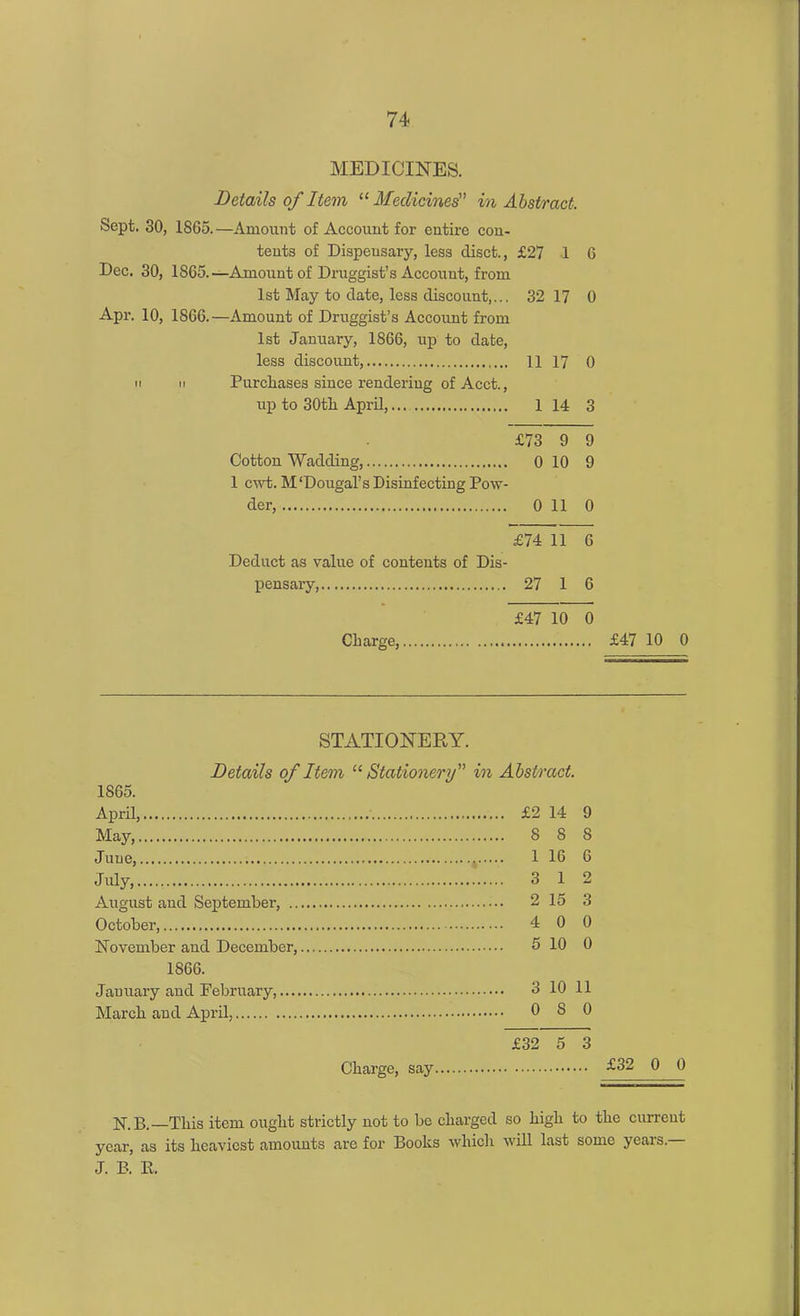 74
MEDICINES.
Details of Item “Medicines” in Abstract.
Sept. 30, 1865.—Amount of Account for entire con-
tents of Dispensary, less disct., £27 1 6
Dec. 30, 1865.—Amount of Druggist's Account, from
1st May to date, less discount,... 32 17 0
Apr. 10, 1866.—Amount of Druggist's Account from
1st January, 1866, up to date,
less discount,........................ 11 17 0
" " Purchases since rendering of Acct.,
up to 30th April,..................... 1 14 3
£73 9 9
Cotton Wadding,........................ 0 10 9
1 cwt. M‘Dougal's Disinfecting Pow-
der,...................................... 0 11 0
£74 11 6
Deduct as value of contents of Dis-
pensary,................................ 27 1 6
£47 10 0
Charge,................................ £47 10 0
STATIONERY.
Details of Item “Stationery” in Abstract.
1865.
April,.............................................................. £2 14 9
May,.............................................................. 8 8 8
June,.............................................................. 1 16 6
July,.............................................................. 3 1 2
August and September, ..................................... 2 15 3
October,........................................................... 4 0 0
November and December,................................... 5 10 0
1866.
January and February,...................................... 3 10 11
March and April,.............................................. 0 8 0
£32 5 3
Charge, say........................... £32 0 0
N.B.—This item ought strictly not to be charged so high to the current
year, as its heaviest amounts are for Books which will last some years.—
J. B. R.